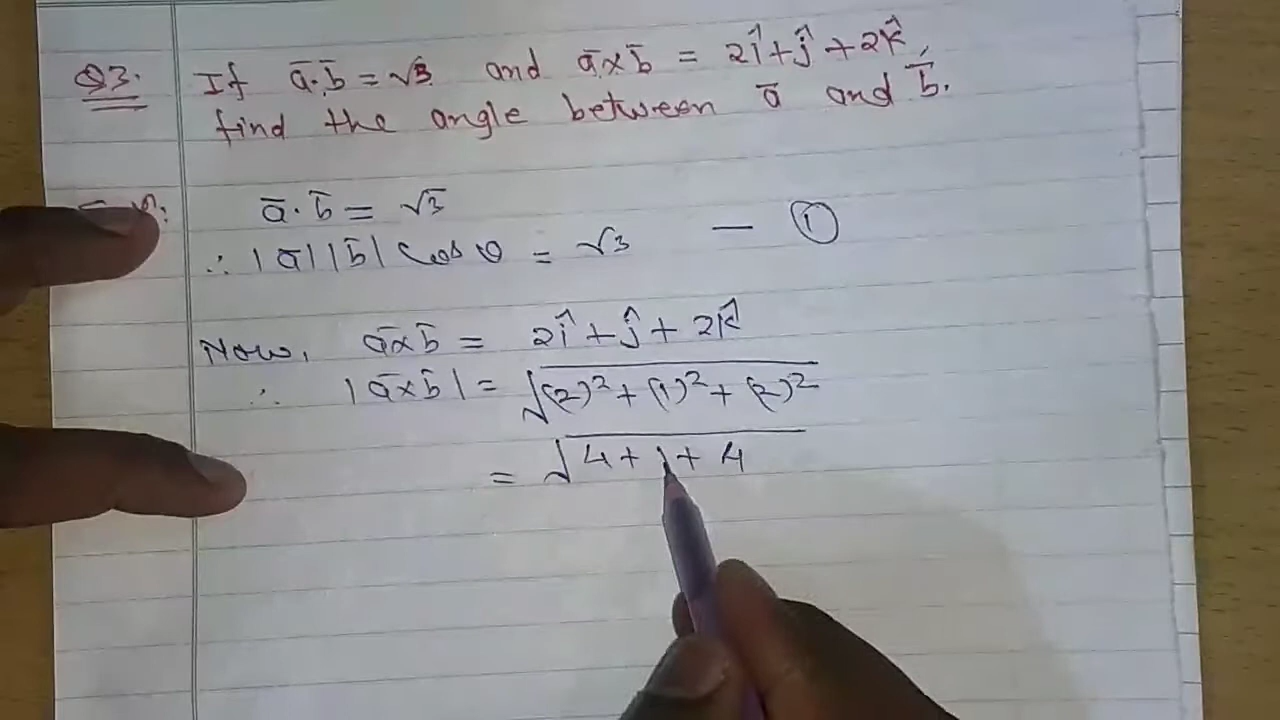 Q3. If ā·b̄ = √3 and ā×b̄ = 2î+ĵ+2k̂,
find the angle between ā and b̄.
ā·b̄ = √3
∴ |ā||b̄| Cos θ = √3 — ①
Now, ā×b̄ = 2î+ĵ+2k̂
∴ |ā×b̄| = √(2)²+(1)²+(2)²
= √4+1+4